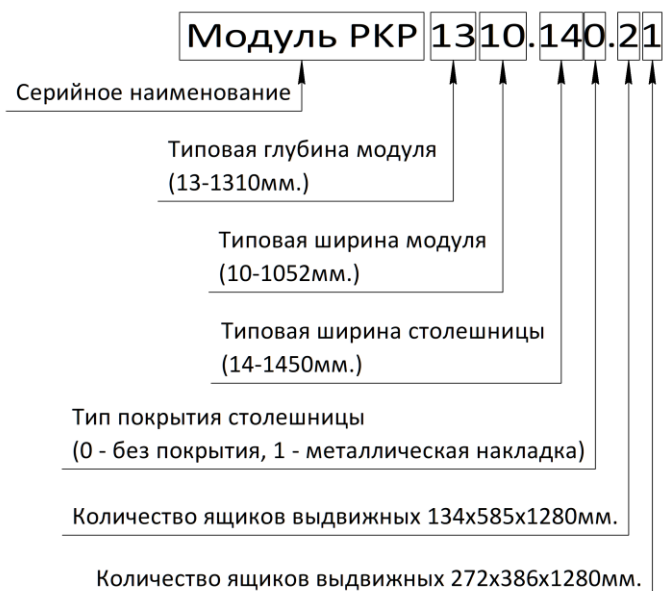 Модуль РКР 1310.140.21
Серийное наименование
Типовая глубина модуля
(13-1310мм.)
Типовая ширина модуля
(10-1052мм.)
Типовая ширина столешницы
(14-1450мм.)
Тип покрытия столешницы
(0 - без покрытия, 1 - металлическая накладка)
Количество ящиков выдвижных 134х585х1280мм.
Количество ящиков выдвижных 272х386х1280мм.